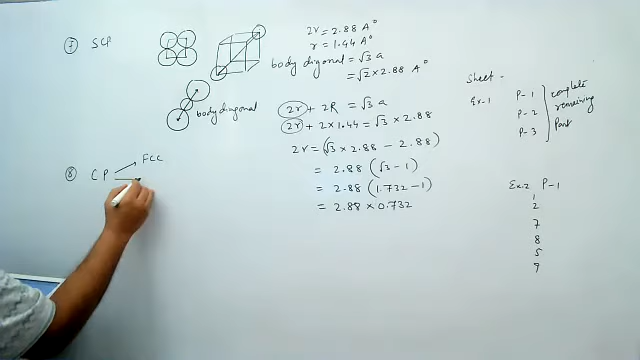 ⑦ SCP
2r = 2.88 A°
r = 1.44 A°
body diagonal = √3 a
= √2 × 2.88 A°
body diagonal
2r + 2R = √3 a
2r + 2 × 1.44 = √3 × 2.88
2r = (√3 × 2.88 - 2.88)
= 2.88 (√3 - 1)
= 2.88 (1.732 - 1)
= 2.88 × 0.732
⑧ CP
FCC
Sheet -
Ex-1 P-1
P-2
P-3
complete
remaining
Part
Ex.2 P-1
1
2
7
8
5
9